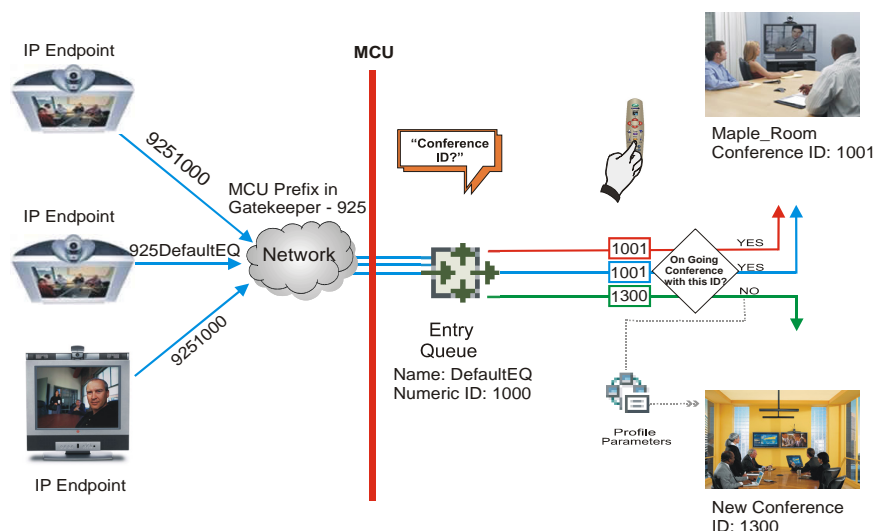 IP Endpoint
MCU
9251000
"Conference
ID?"
Maple_Room
Conference ID: 1001
MCU Prefix in
Gatekeeper - 925
IP Endpoint
925DefaultEQ
Network
1001
YES
1001
YES
1300
NO
On Going
Conference
with this ID?
9251000
Entry
Queue
Name: DefaultEQ
Numeric ID: 1000
Profile
Parameters
IP Endpoint
New Conference
ID: 1300